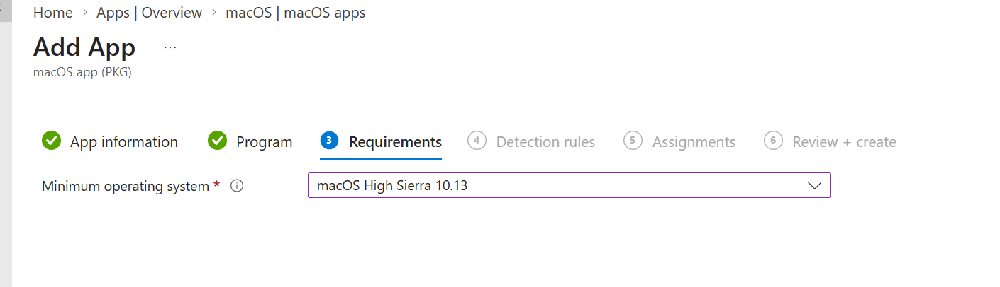 Home > Apps | Overview > macOS | macOS apps
Add App ...
macOS app (PKG)
App information Program 3 Requirements 4 Detection rules 5 Assignments 6 Review + create
Minimum operating system * macOS High Sierra 10.13